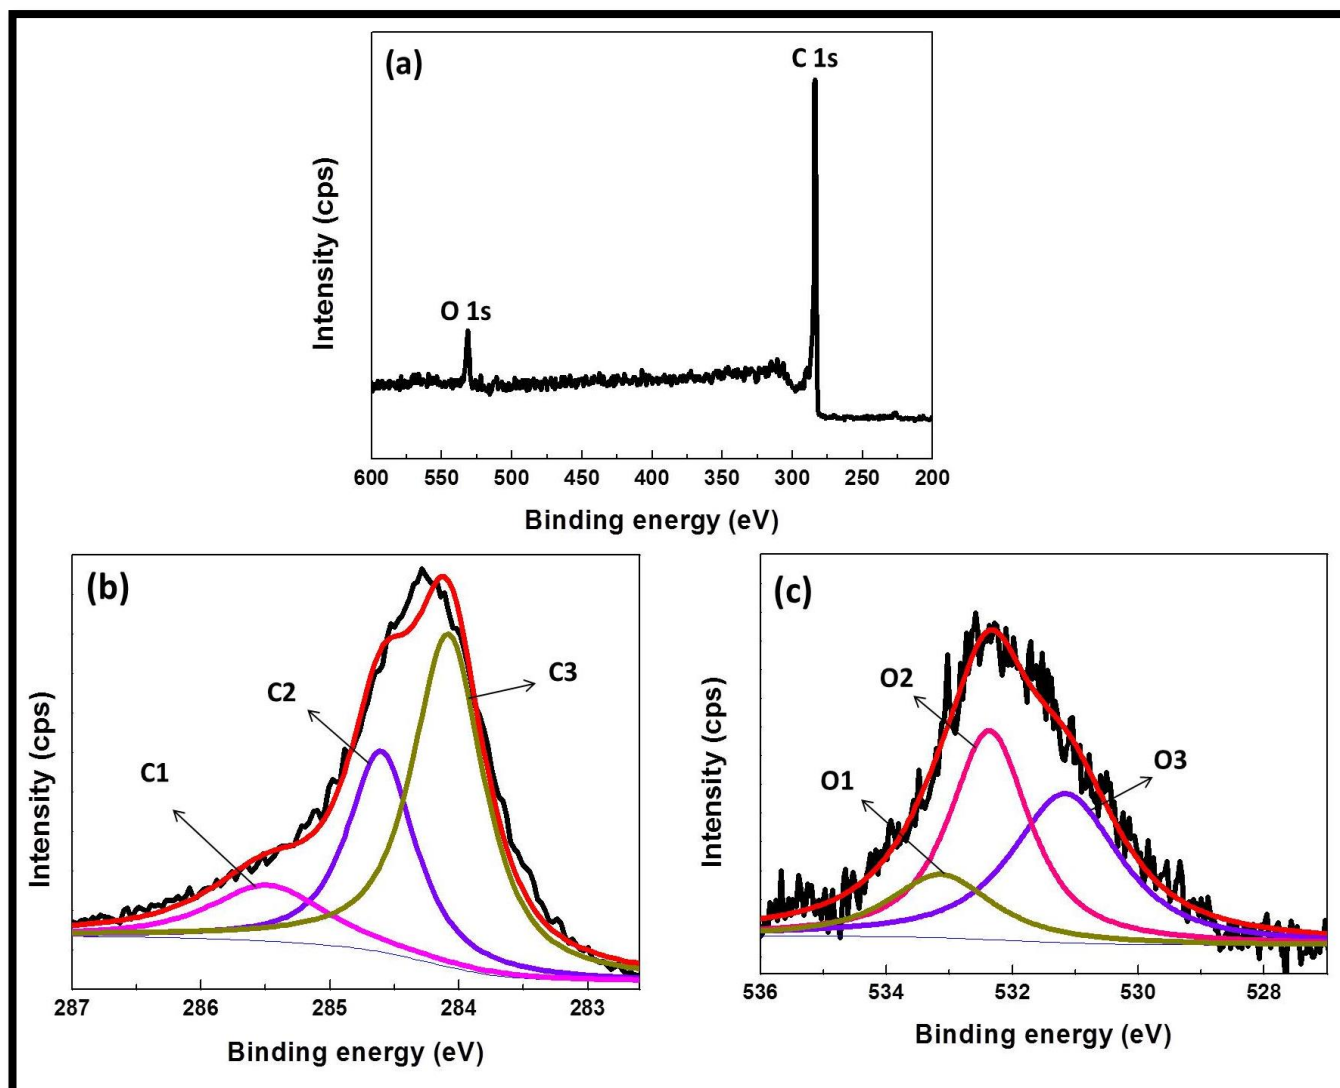 (a)
C 1s
O 1s
Intensity (cps)
600 550 500 450 400 350 300 250 200
Binding energy (eV)
(b)
C3
C2
C1
Intensity (cps)
287 286 285 284 283
Binding energy (eV)
(c)
O2
O3
O1
Intensity (cps)
536 534 532 530 528
Binding energy (eV)